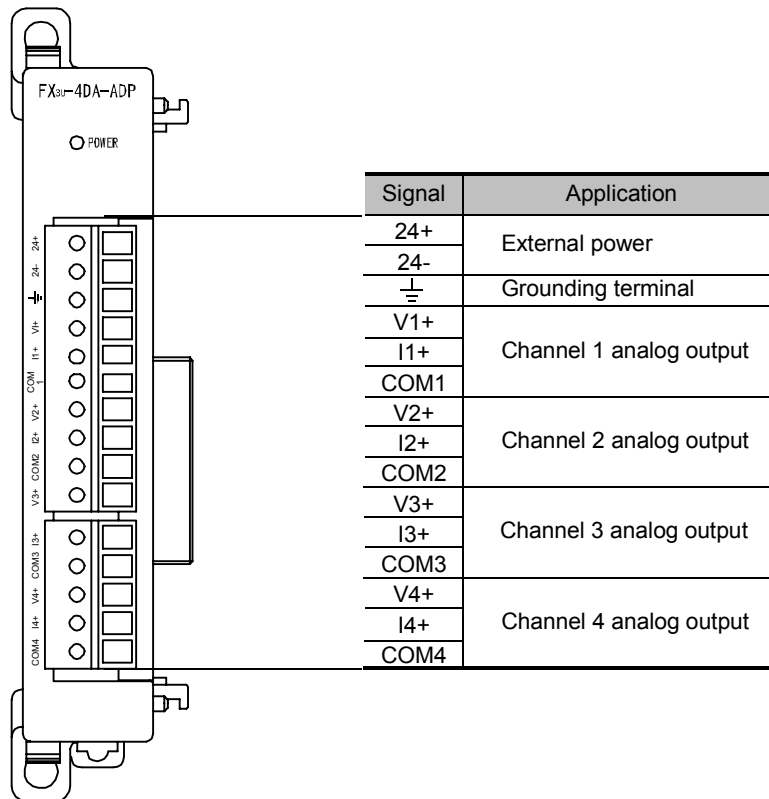 FX3U-4DA-ADP
POWER
24+
24-
⏚
V1+
I1+
COM
1
V2+
I2+
COM2
V3+
I3+
COM3
V4+
I4+
COM4
Signal Application
24+
External power
24-
⏚ Grounding terminal
V1+
I1+ Channel 1 analog output
COM1
V2+
I2+ Channel 2 analog output
COM2
V3+
I3+ Channel 3 analog output
COM3
V4+
I4+ Channel 4 analog output
COM4